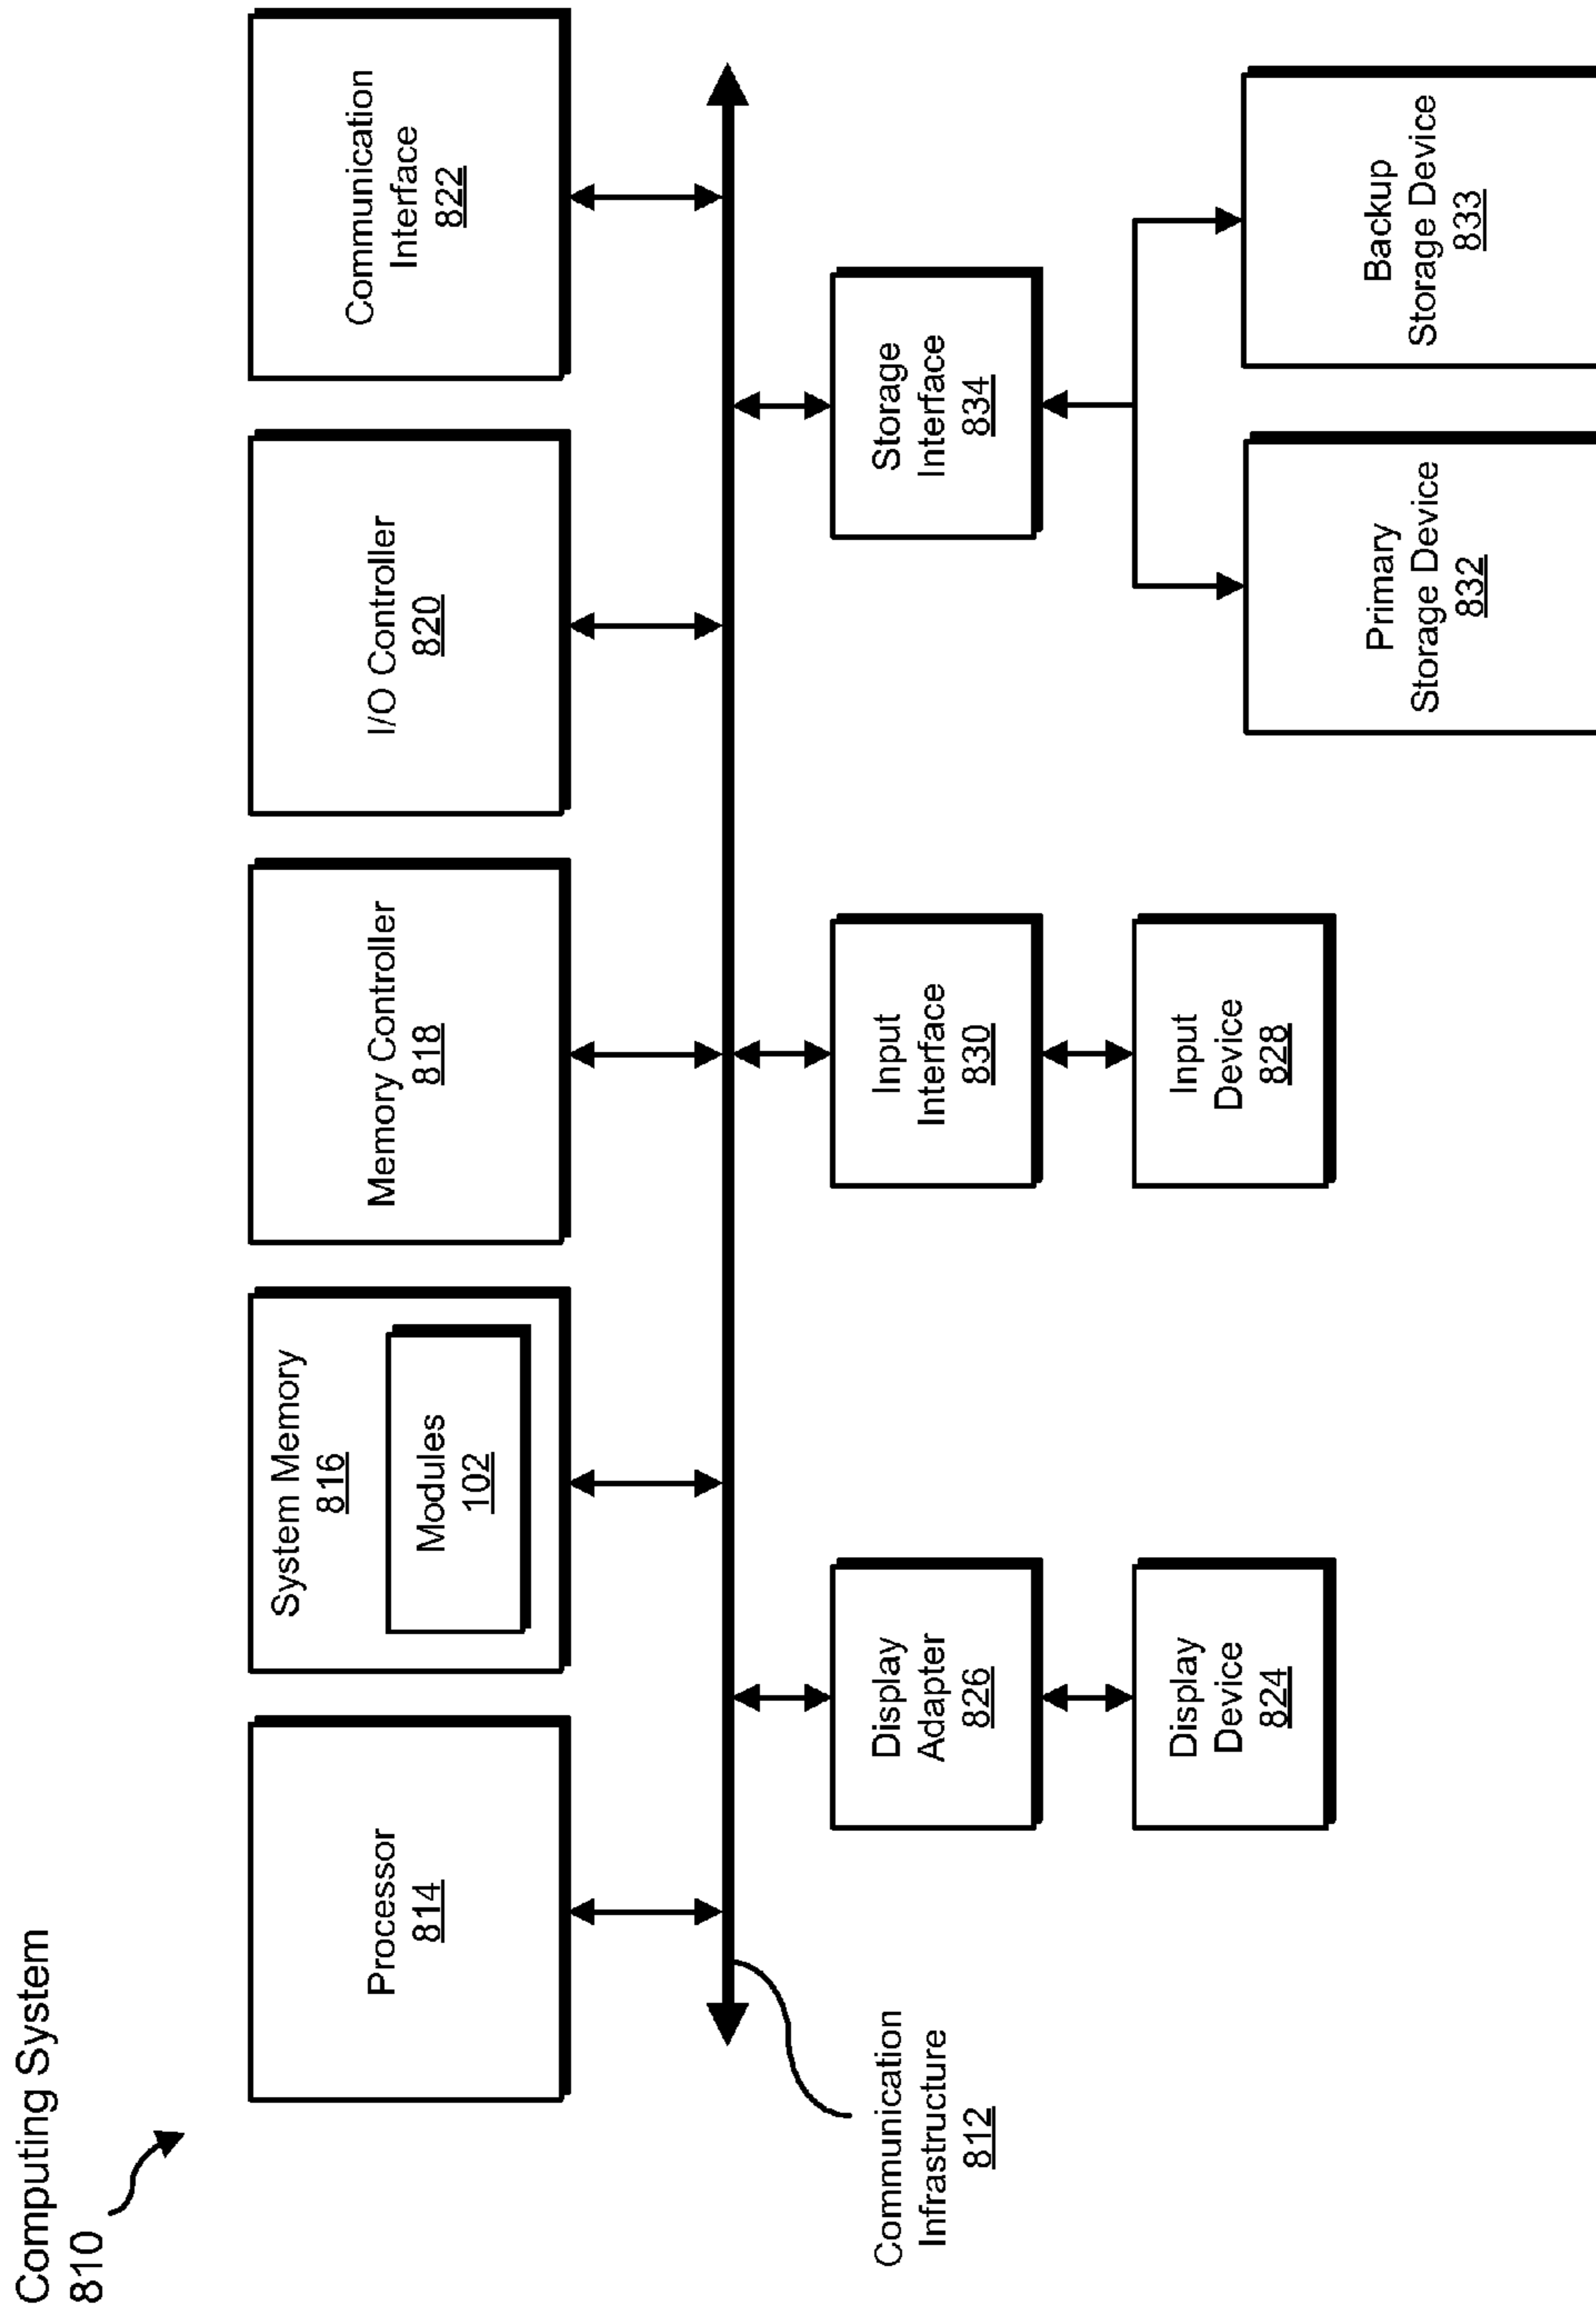 Computing System
810
Processor
814
System Memory
816
Modules
102
Memory Controller
818
I/O Controller
820
Communication
Interface
822
Communication
Infrastructure
812
Display
Adapter
826
Input
Interface
830
Storage
Interface
834
Display
Device
824
Input
Device
828
Primary
Storage Device
832
Backup
Storage Device
833